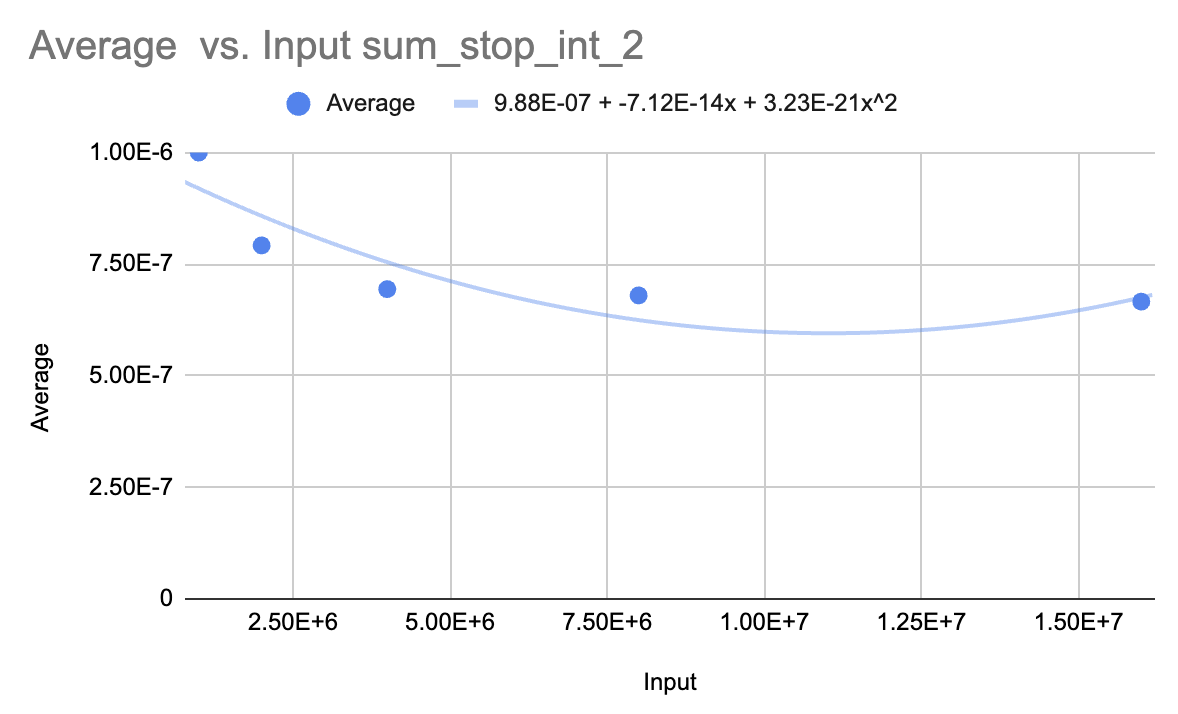 Average  vs. Input sum_stop_int_2
Average 9.88E-07 + -7.12E-14x + 3.23E-21x^2
1.00E-6
7.50E-7
5.00E-7
2.50E-7
0
Average
2.50E+6 5.00E+6 7.50E+6 1.00E+7 1.25E+7 1.50E+7
Input